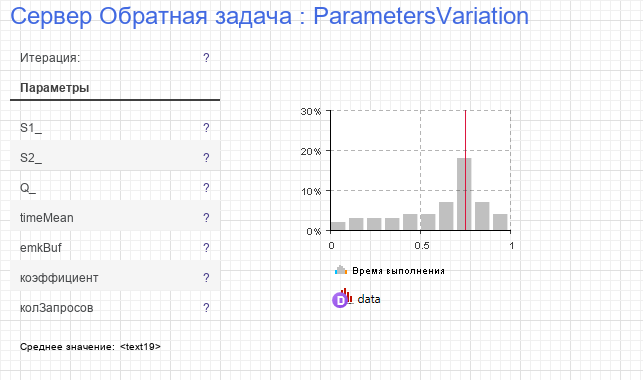 Сервер Обратная задача : ParametersVariation
Итерация: ?
Параметры
S1_ ?
S2_ ?
Q_ ?
timeMean ?
emkBuf ?
коэффициент ?
колЗапросов ?
Среднее значение: <text19>
30%
20%
10%
0%
0 0.5 1
Время выполнения
D data